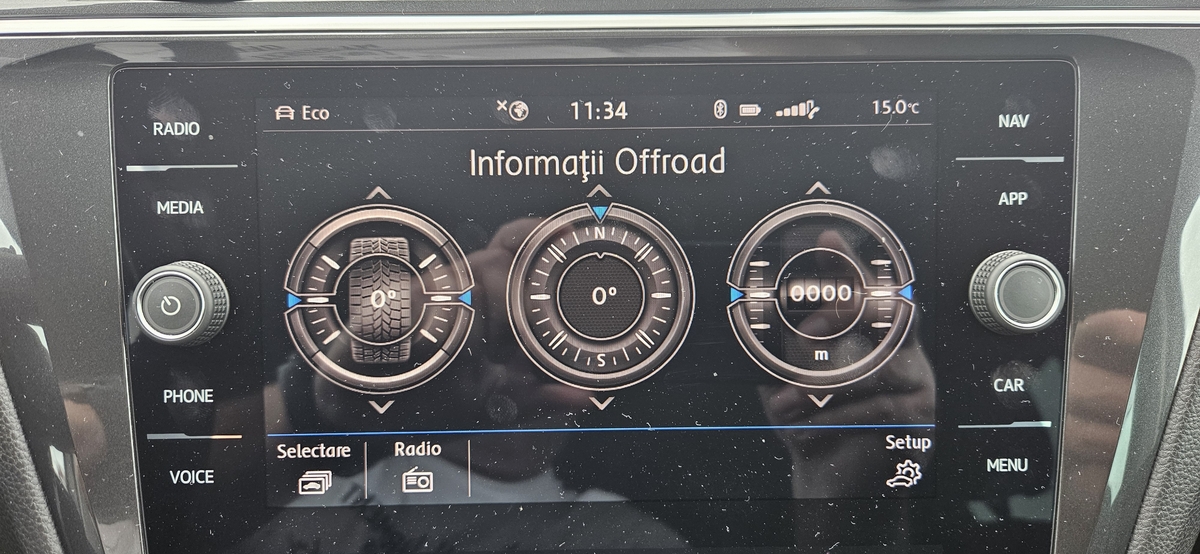 RADIO
MEDIA
PHONE
VOICE
Eco
11:34
15.0°C
Informaţii Offroad
0°
N
0°
S
0000
m
Selectare
Radio
Setup
NAV
APP
CAR
MENU